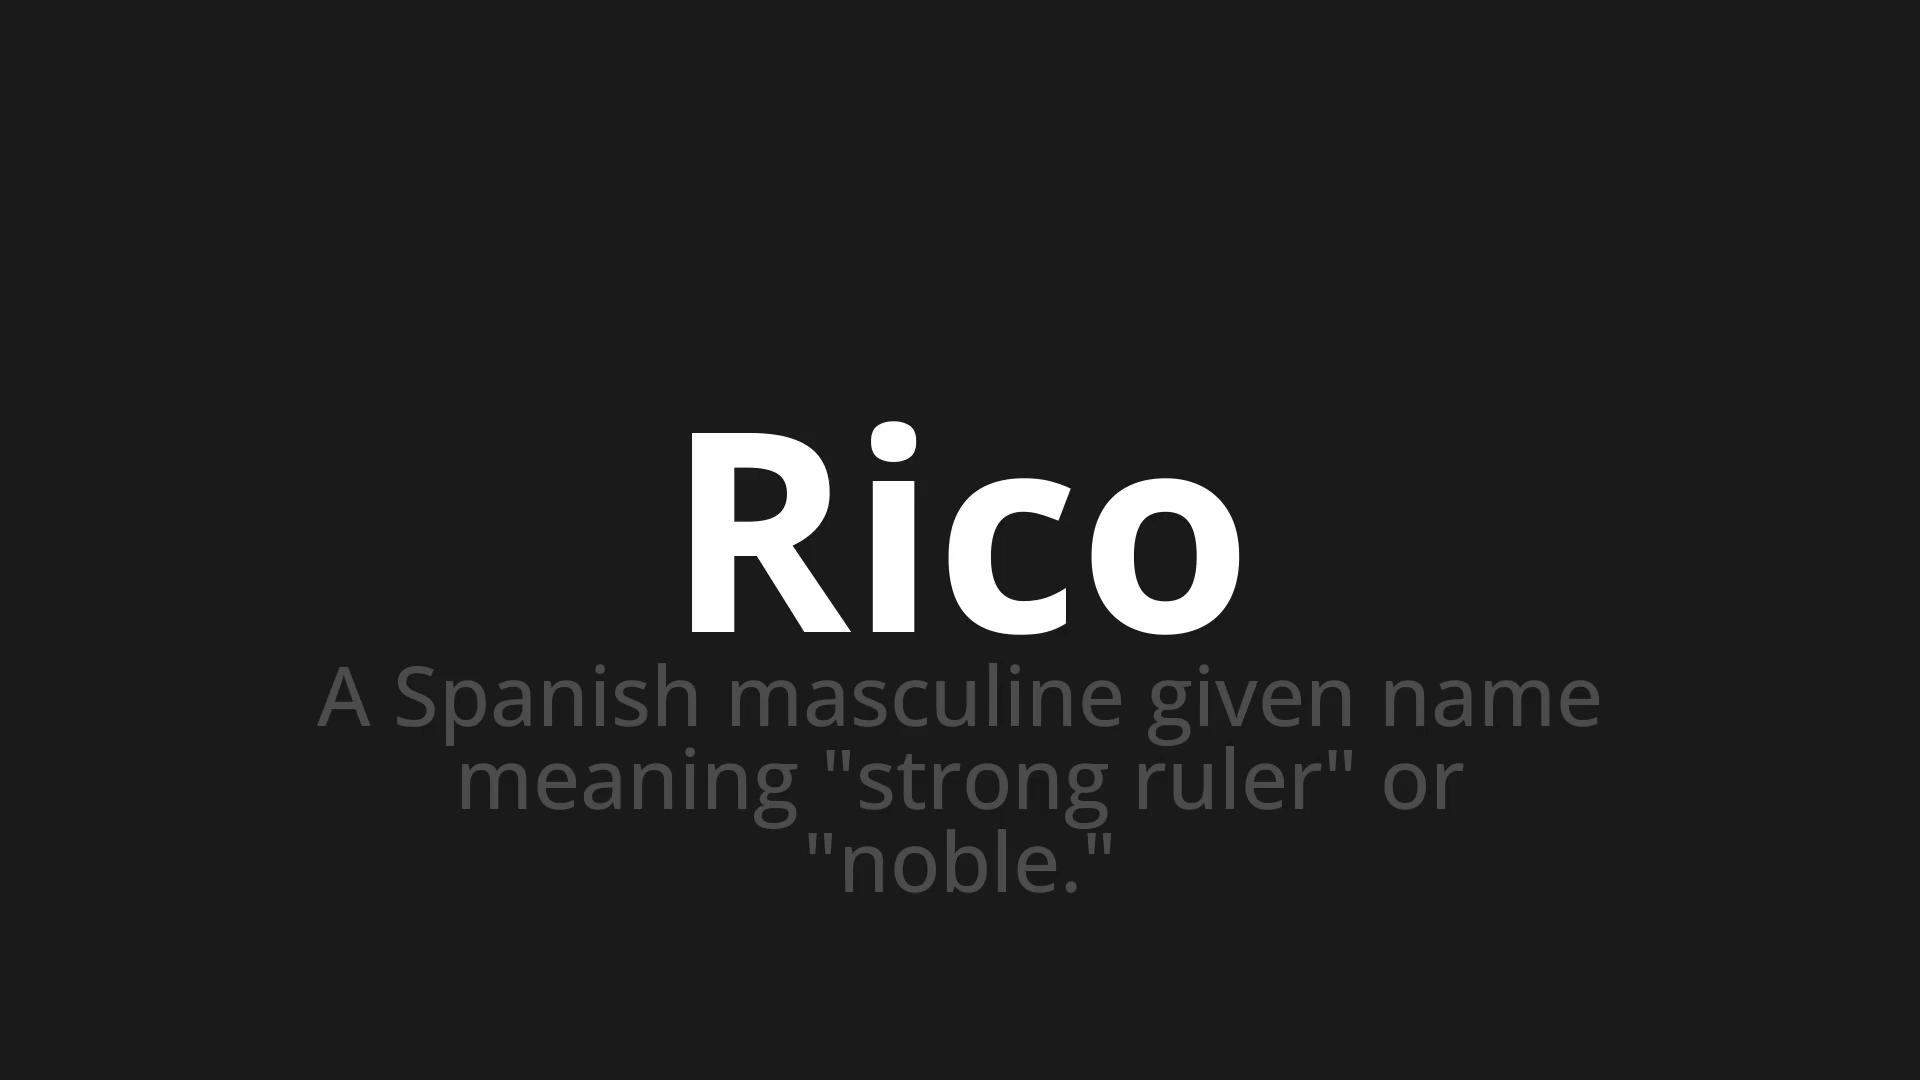 Rico
A Spanish masculine given name
meaning "strong ruler" or
"noble."